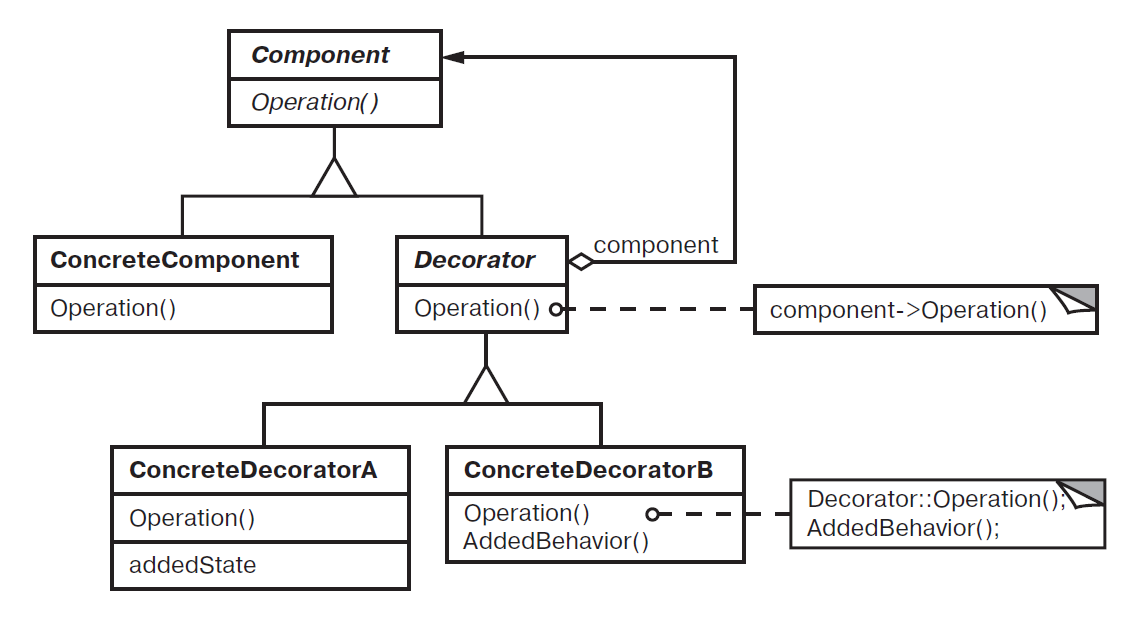 Component
Operation()
component
ConcreteComponent
Operation()
Decorator
Operation()
component->Operation()
ConcreteDecoratorA
Operation()
addedState
ConcreteDecoratorB
Operation()
AddedBehavior()
Decorator::Operation();
AddedBehavior();